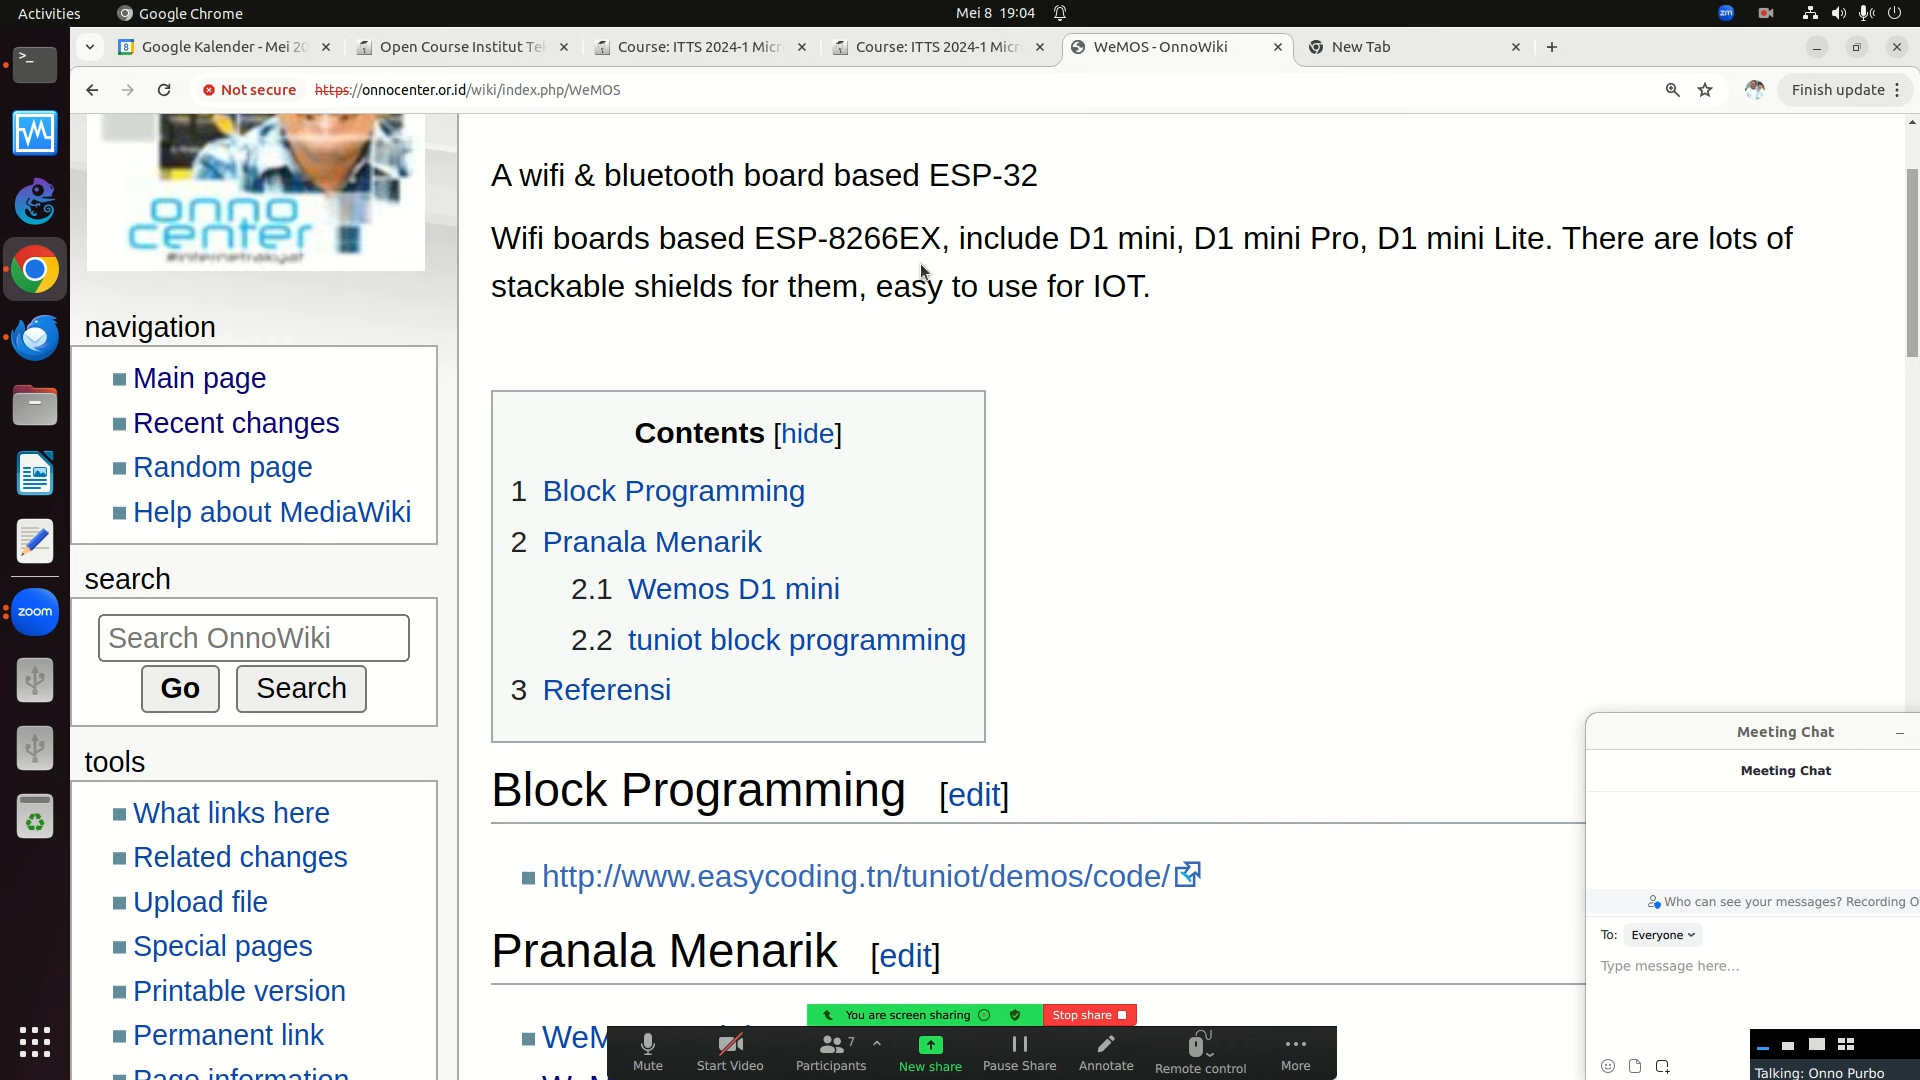 Activities
Google Chrome
Mei 8 19:04
zm
Google Kalender - Mei 20
Open Course Institut Tek
Course: ITTS 2024-1 Micr
Course: ITTS 2024-1 Micr
WeMOS - OnnoWiki
New Tab
Not secure
https://onnocenter.or.id/wiki/index.php/WeMOS
Finish update
onno
center
#internetrakyat
A wifi & bluetooth board based ESP-32
Wifi boards based ESP-8266EX, include D1 mini, D1 mini Pro, D1 mini Lite. There are lots of
stackable shields for them, easy to use for IOT.
navigation
Main page
Recent changes
Random page
Help about MediaWiki
search
Search OnnoWiki
Go
Search
tools
What links here
Related changes
Upload file
Special pages
Printable version
Permanent link
Page information
Contents [hide]
1 Block Programming
2 Pranala Menarik
2.1 Wemos D1 mini
2.2 tuniot block programming
3 Referensi
Block Programming [edit]
http://www.easycoding.tn/tuniot/demos/code/
Pranala Menarik [edit]
zoom
Meeting Chat
Meeting Chat
Who can see your messages? Recording O
To: Everyone
Type message here...
You are screen sharing
Stop share
Mute
Start Video
Participants
7
New share
Pause Share
Annotate
Remote control
More
Talking: Onno Purbo